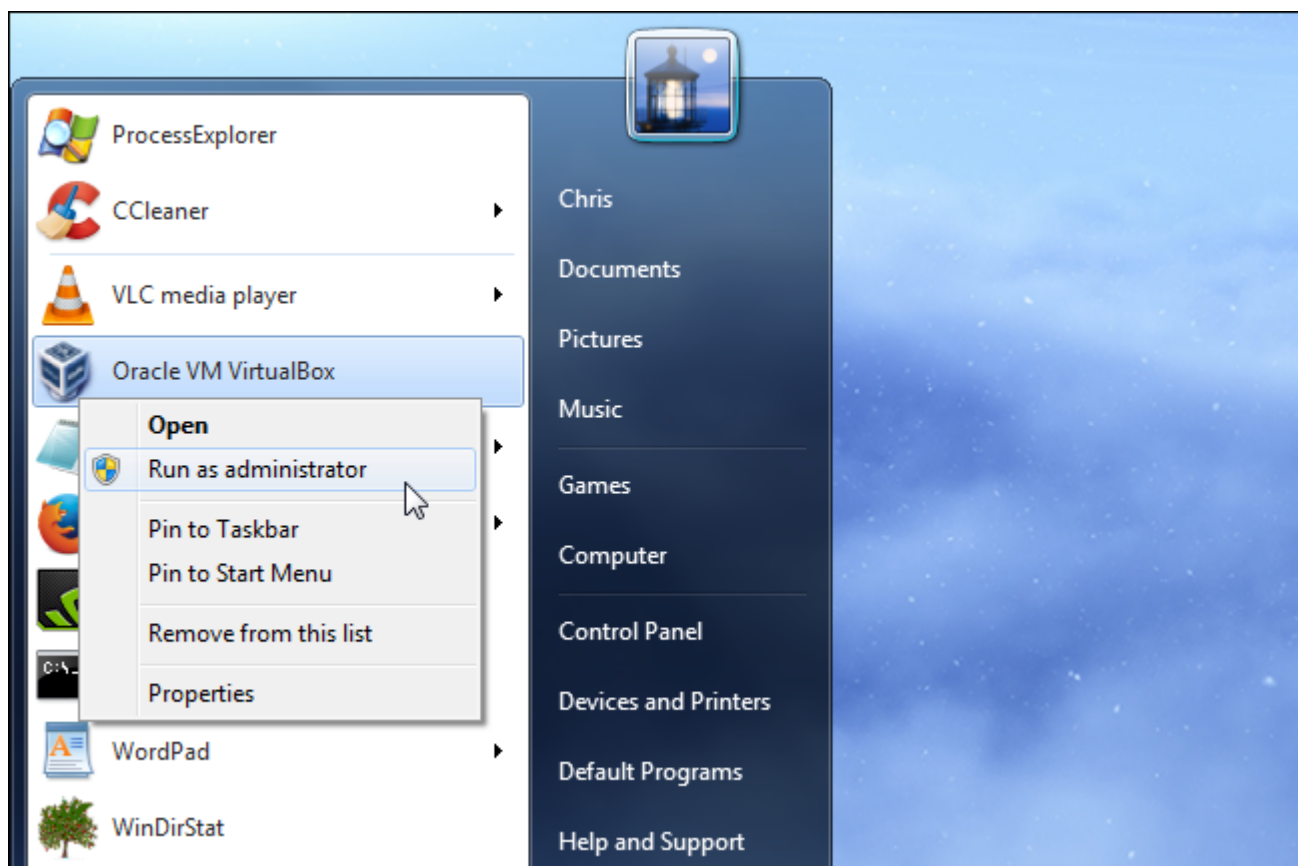 ProcessExplorer
CCleaner
VLC media player
Oracle VM VirtualBox
Open
Run as administrator
Pin to Taskbar
Pin to Start Menu
Remove from this list
Properties
C:\_
WordPad
WinDirStat
Chris
Documents
Pictures
Music
Games
Computer
Control Panel
Devices and Printers
Default Programs
Help and Support